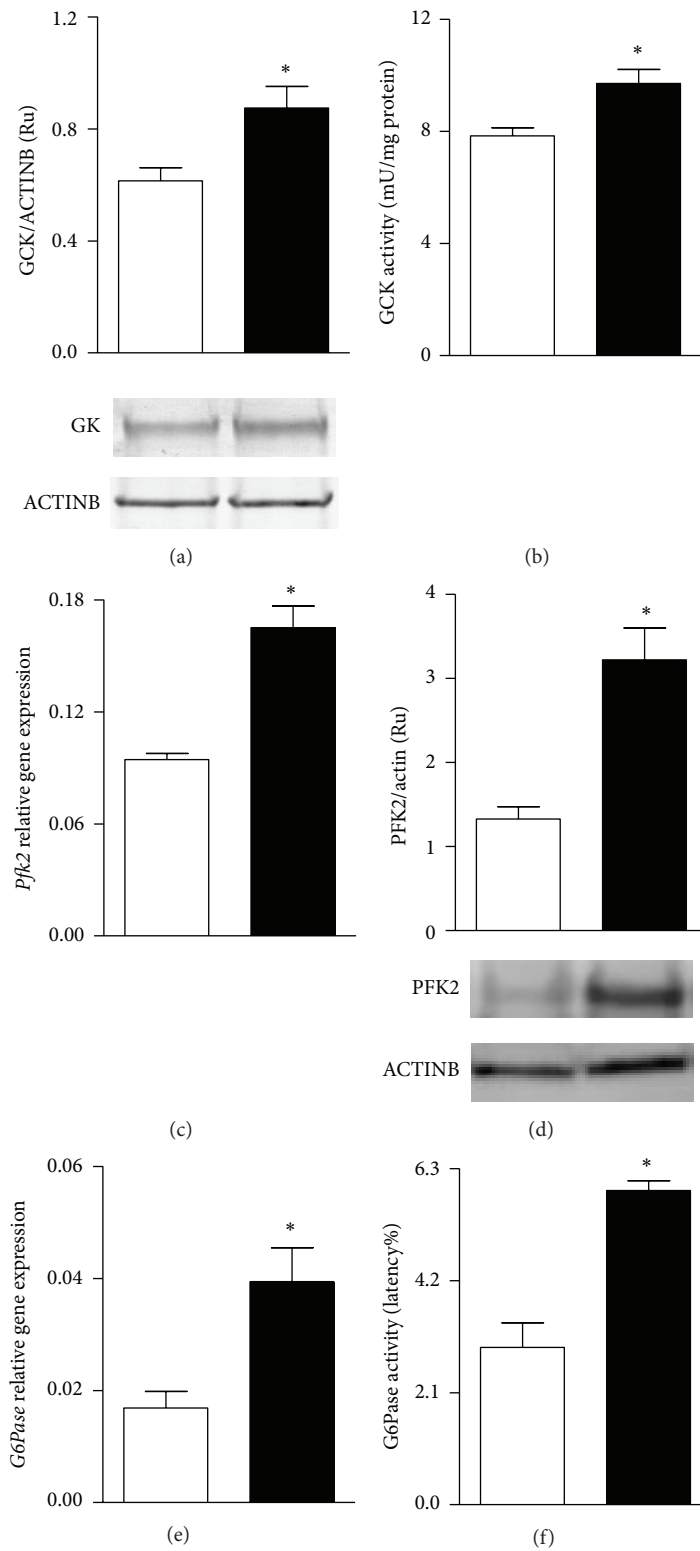 1.2
0.8
0.4
0.0
GCK/ACTINB (Ru)
*
GK
ACTINB
(a)
12
8
4
0
GCK activity (mU/mg protein)
*
(b)
0.18
0.12
0.06
0.00
Pfk2 relative gene expression
*
(c)
4
3
2
1
0
PFK2/actin (Ru)
*
PFK2
ACTINB
(d)
0.06
0.04
0.02
0.00
G6Pase relative gene expression
*
(e)
6.3
4.2
2.1
0.0
G6Pase activity (latency%)
*
(f)